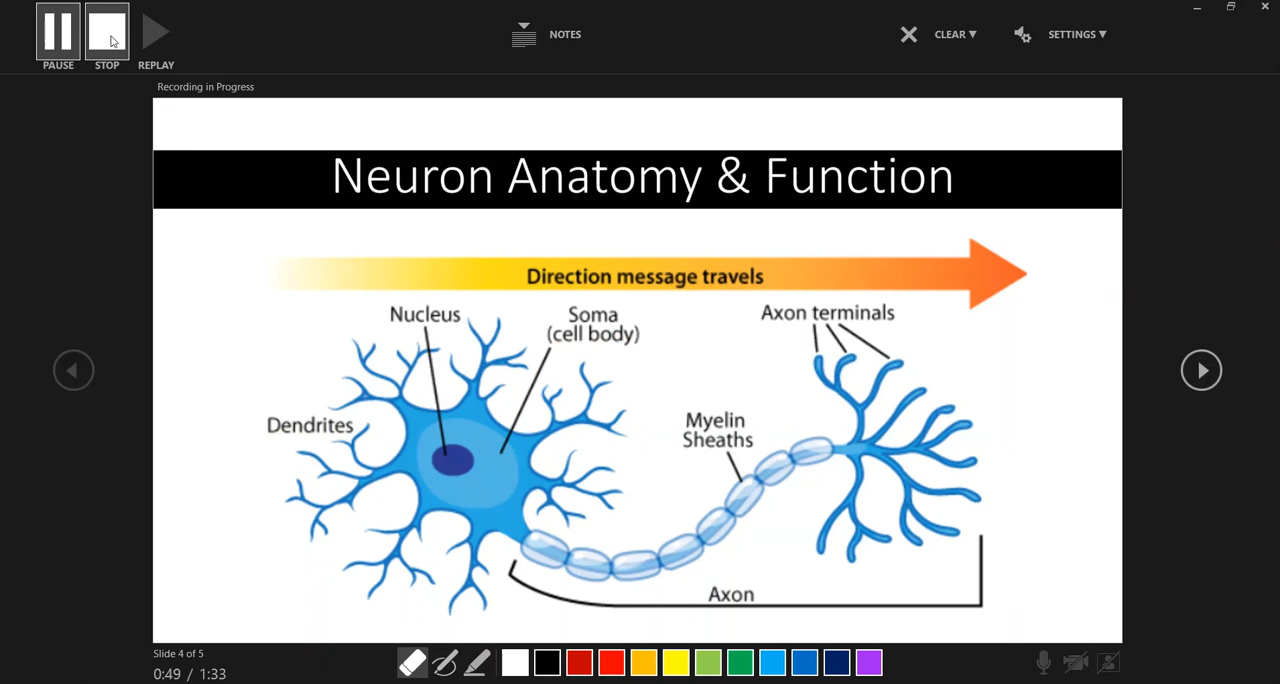 PAUSE
STOP
REPLAY
NOTES
CLEAR
SETTINGS
Recording in Progress
Neuron Anatomy & Function
Direction message travels
Nucleus
Soma
(cell body)
Axon terminals
Dendrites
Myelin
Sheaths
Axon
Slide 4 of 5
0:49 / 1:33